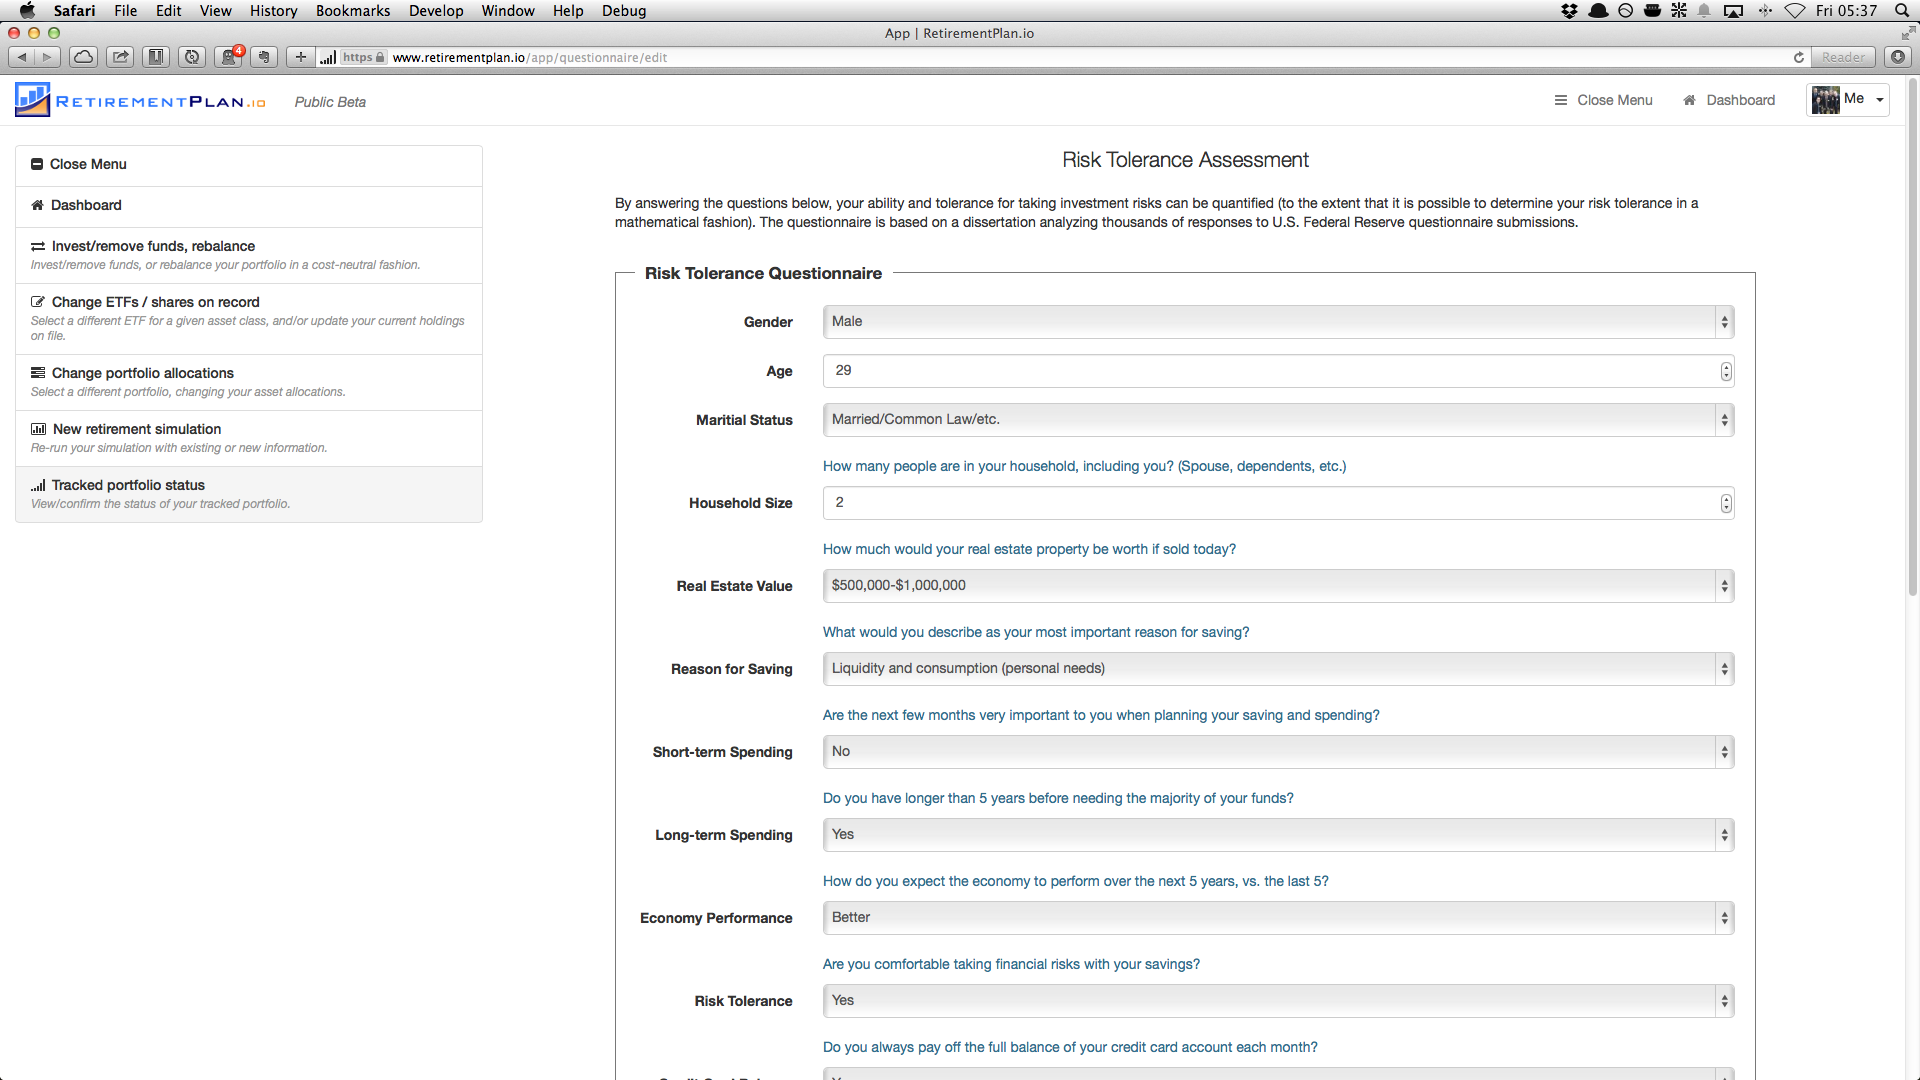 Safari File Edit View History Bookmarks Develop Window Help Debug Fri 05:37
App | RetirementPlan.io
4 https www.retirementplan.io/app/questionnaire/edit Reader
RETIREMENTPLAN.IO Public Beta Close Menu Dashboard Me
Close Menu
Dashboard
Invest/remove funds, rebalance
Invest/remove funds, or rebalance your portfolio in a cost-neutral fashion.
Change ETFs / shares on record
Select a different ETF for a given asset class, and/or update your current holdings
on file.
Change portfolio allocations
Select a different portfolio, changing your asset allocations.
New retirement simulation
Re-run your simulation with existing or new information.
Tracked portfolio status
View/confirm the status of your tracked portfolio.
Risk Tolerance Assessment
By answering the questions below, your ability and tolerance for taking investment risks can be quantified (to the extent that it is possible to determine your risk tolerance in a
mathematical fashion). The questionnaire is based on a dissertation analyzing thousands of responses to U.S. Federal Reserve questionnaire submissions.
Risk Tolerance Questionnaire
Gender Male
Age 29
Maritial Status Married/Common Law/etc.
How many people are in your household, including you? (Spouse, dependents, etc.)
Household Size 2
How much would your real estate property be worth if sold today?
Real Estate Value $500,000-$1,000,000
What would you describe as your most important reason for saving?
Reason for Saving Liquidity and consumption (personal needs)
Are the next few months very important to you when planning your saving and spending?
Short-term Spending No
Do you have longer than 5 years before needing the majority of your funds?
Long-term Spending Yes
How do you expect the economy to perform over the next 5 years, vs. the last 5?
Economy Performance Better
Are you comfortable taking financial risks with your savings?
Risk Tolerance Yes
Do you always pay off the full balance of your credit card account each month?